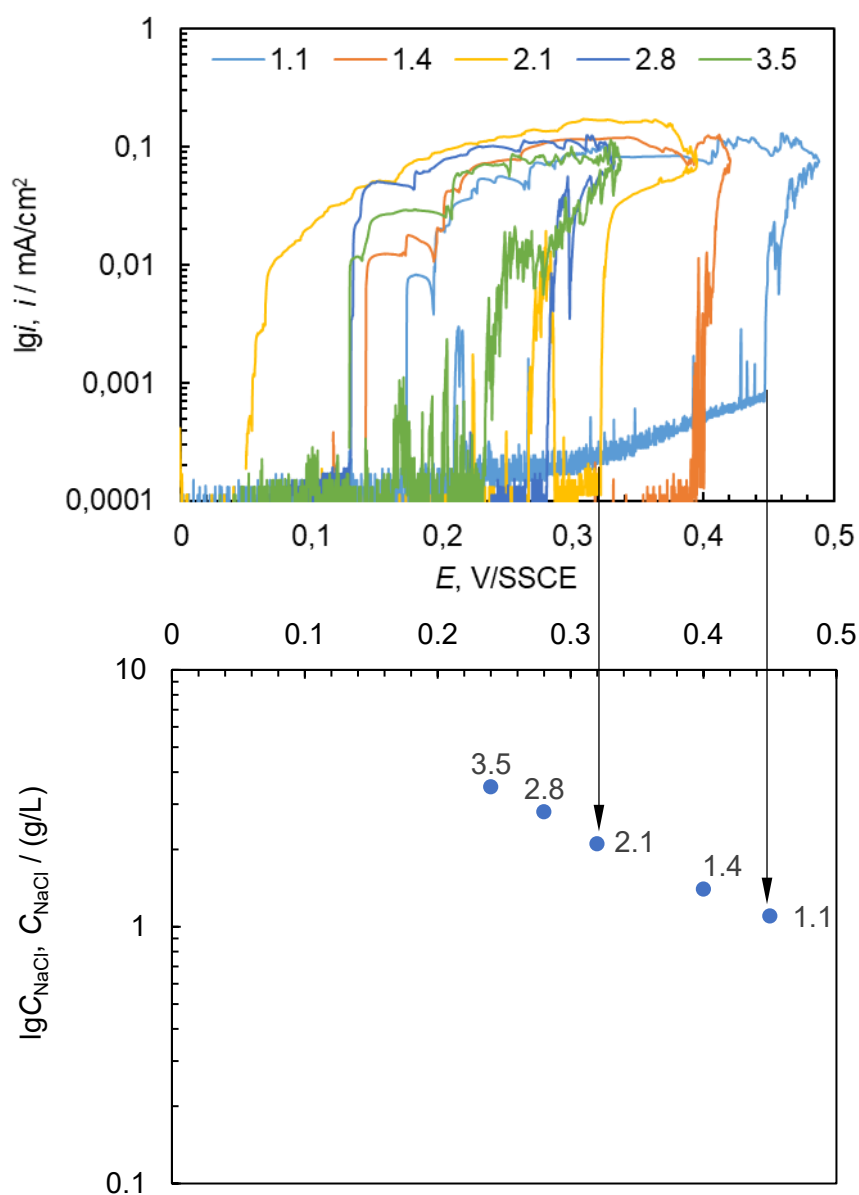 1
1.1 1.4 2.1 2.8 3.5
0,1
0,01
0,001
0,0001
lgi, i / mA/cm²
0 0,1 0,2 0,3 0,4 0,5
E, V/SSCE
0 0.1 0.2 0.3 0.4 0.5
10
3.5
2.8
2.1
1.4
1.1
1
0.1
lgC_NaCl, C_NaCl / (g/L)